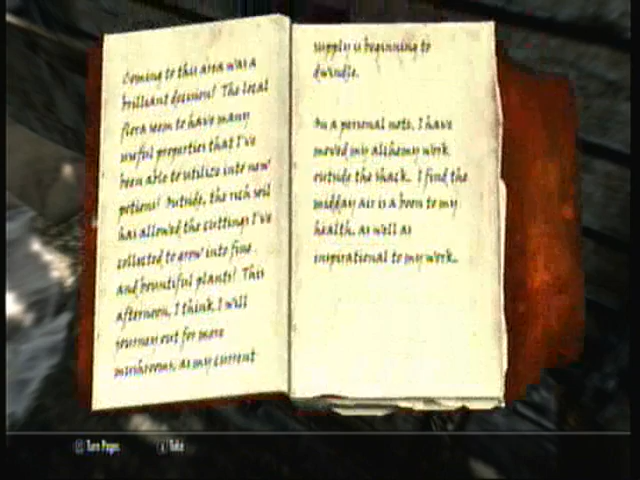 Coming to this area was a
brilliant decision! The local
flora seem to have many
useful properties that I've
been able to utilize into new
potions! Outside, the rich soil
has allowed the cuttings I've
collected to grow into fine
and bountiful plants! This
afternoon, I think I will
journey out for more
mushrooms, as my current
supply is beginning to
dwindle.
On a personal note, I have
moved my alchemy work
outside the shack. I find the
midday air is a boon to my
health, as well as
inspirational to my work.
Turn Pages
Take